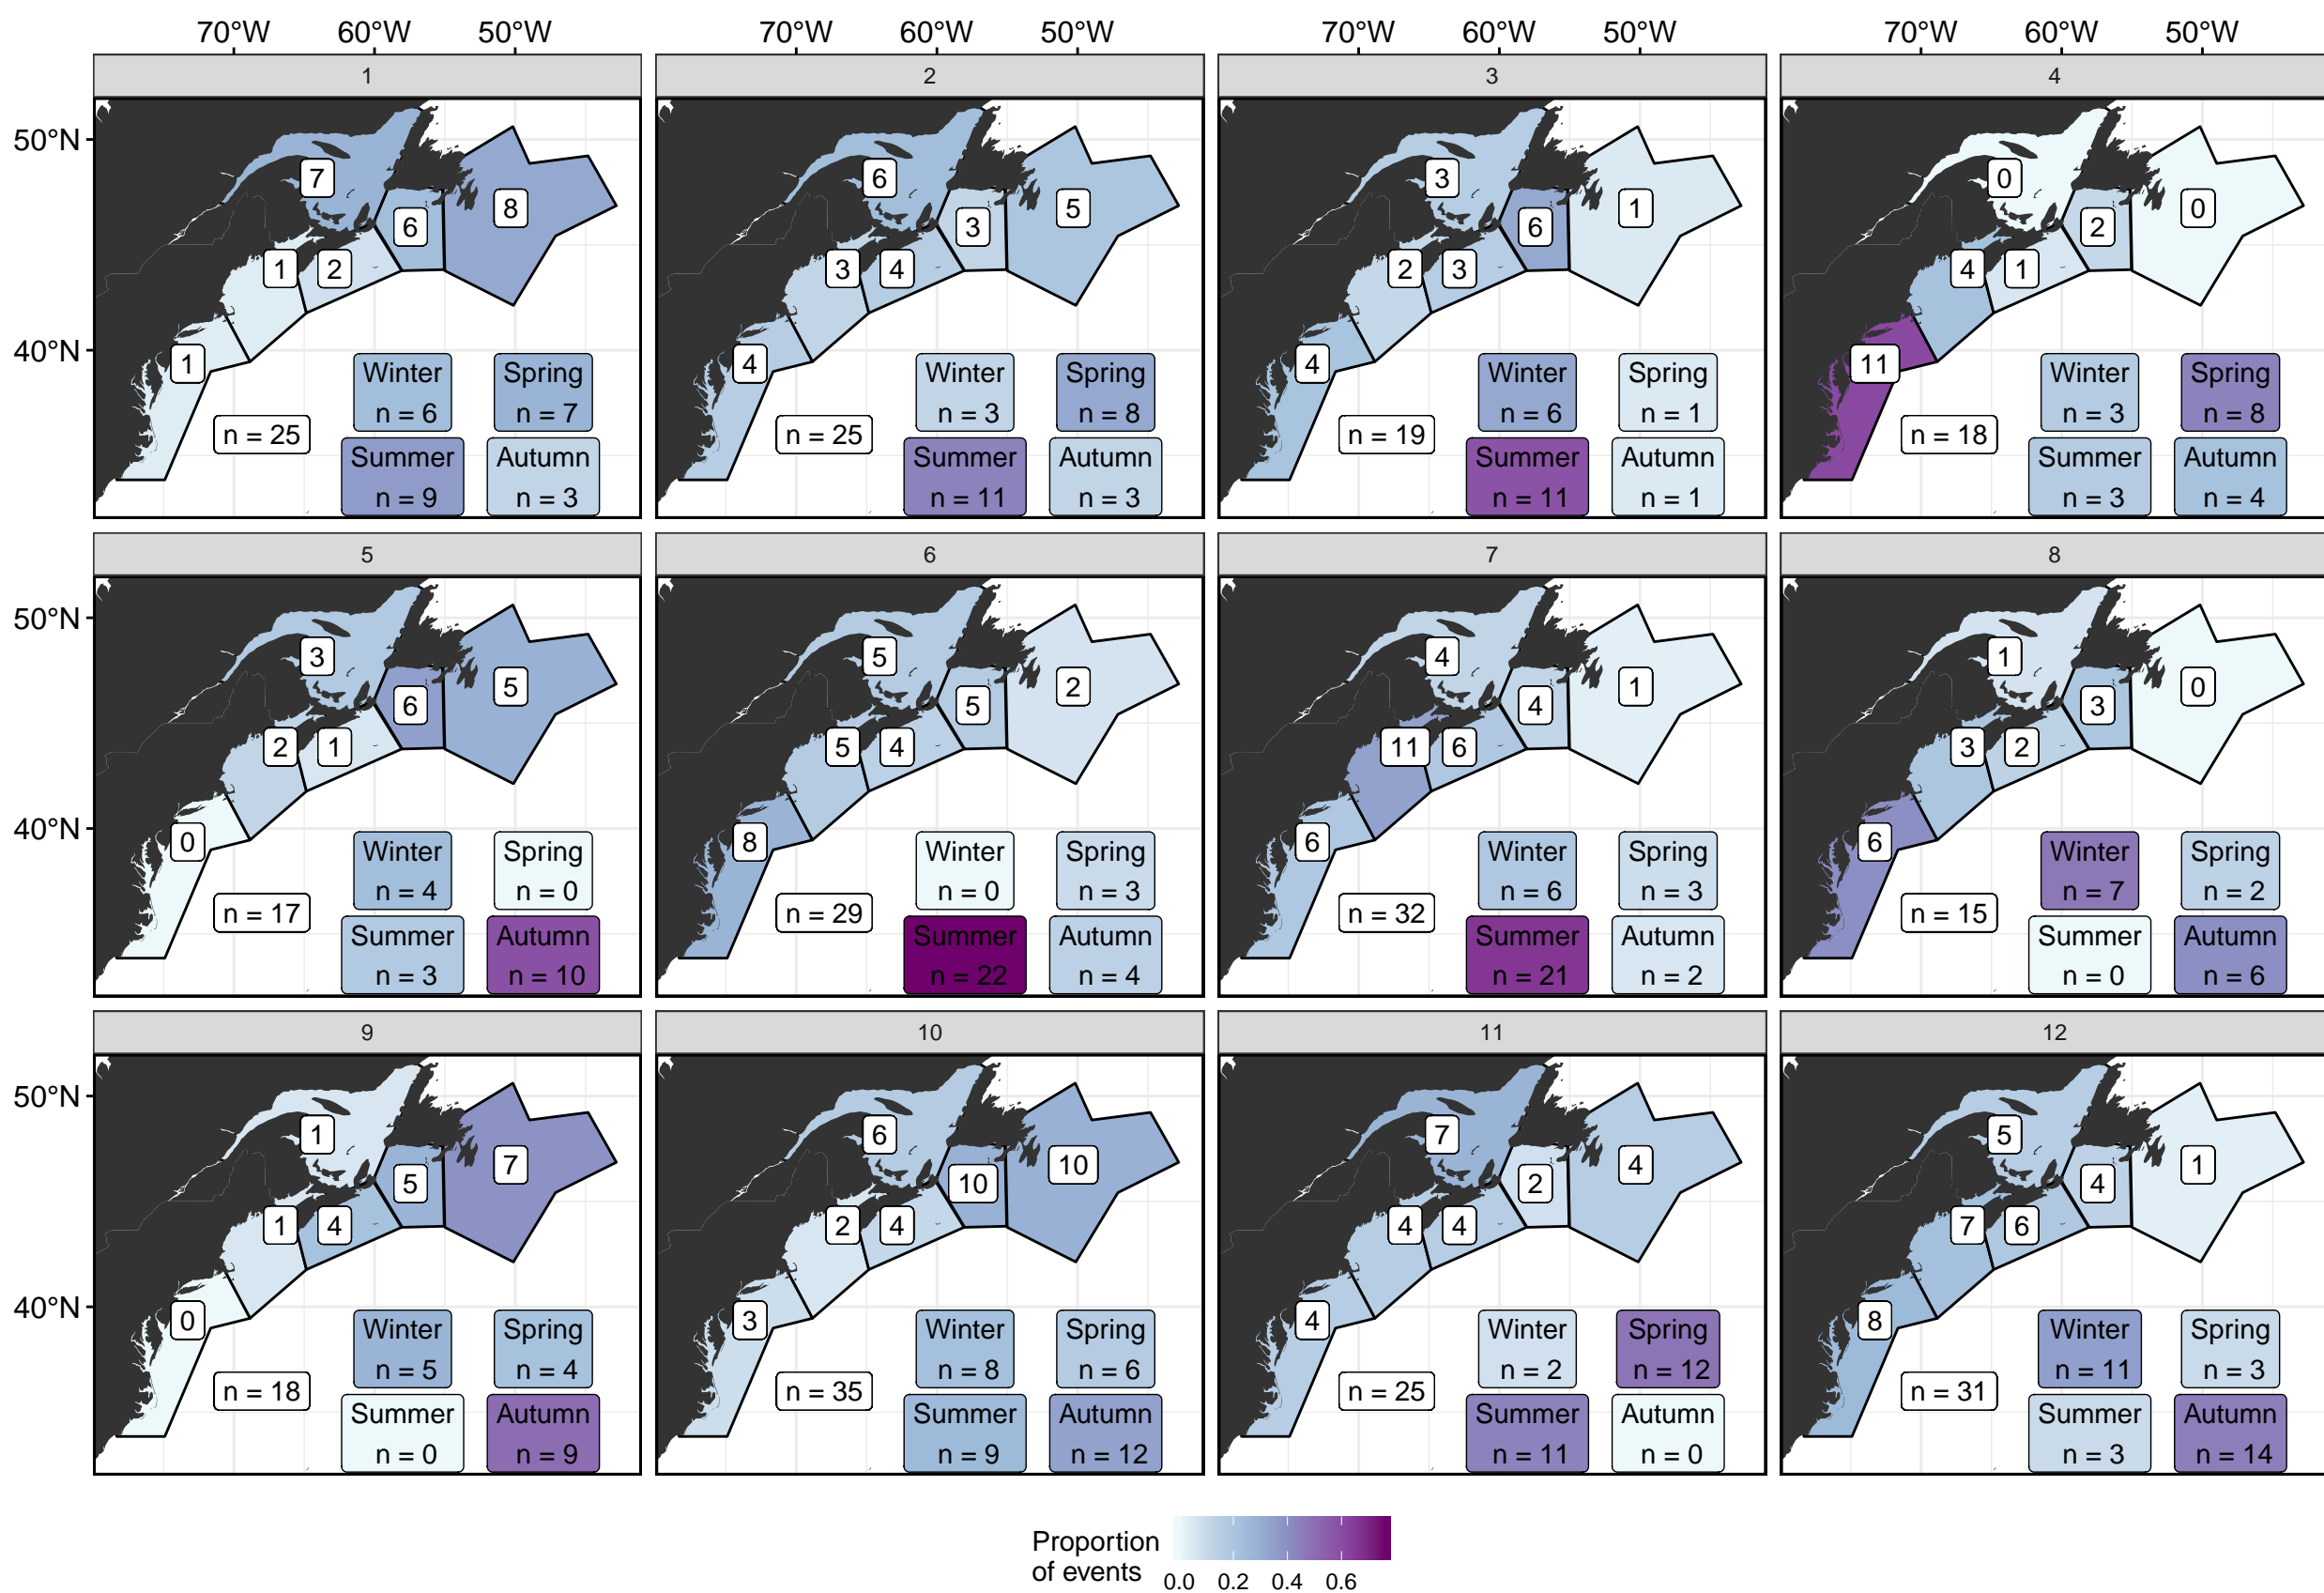 70°W 60°W 50°W 70°W 60°W 50°W 70°W 60°W 50°W 70°W 60°W 50°W
1 2 3 4
50°N
40°N
7
6
8
1
2
1
n = 25
Winter
n = 6
Spring
n = 7
Summer
n = 9
Autumn
n = 3
6
3
5
3
4
4
n = 25
Winter
n = 3
Spring
n = 8
Summer
n = 11
Autumn
n = 3
3
6
1
2
3
4
n = 19
Winter
n = 6
Spring
n = 1
Summer
n = 11
Autumn
n = 1
0
2
0
4
1
11
n = 18
Winter
n = 3
Spring
n = 8
Summer
n = 3
Autumn
n = 4
5 6 7 8
50°N
40°N
3
6
5
2
1
0
n = 17
Winter
n = 4
Spring
n = 0
Summer
n = 3
Autumn
n = 10
5
5
2
5
4
8
n = 29
Winter
n = 0
Spring
n = 3
Summer
n = 22
Autumn
n = 4
4
4
1
11
6
6
n = 32
Winter
n = 6
Spring
n = 3
Summer
n = 21
Autumn
n = 2
1
3
0
3
2
6
n = 15
Winter
n = 7
Spring
n = 2
Summer
n = 0
Autumn
n = 6
9 10 11 12
50°N
40°N
1
5
7
1
4
0
n = 18
Winter
n = 5
Spring
n = 4
Summer
n = 0
Autumn
n = 9
6
10
10
2
4
3
n = 35
Winter
n = 8
Spring
n = 6
Summer
n = 9
Autumn
n = 12
7
2
4
4
4
4
n = 25
Winter
n = 2
Spring
n = 12
Summer
n = 11
Autumn
n = 0
5
4
1
7
6
8
n = 31
Winter
n = 11
Spring
n = 3
Summer
n = 3
Autumn
n = 14
Proportion
of events
0.0 0.2 0.4 0.6